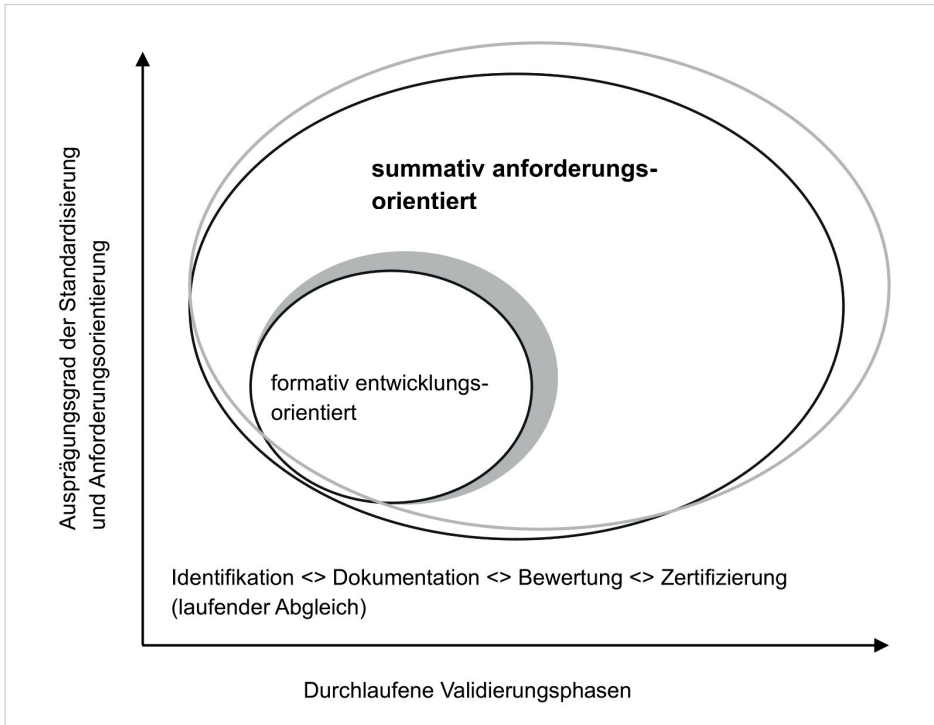 Ausprägungsgrad der Standardisierung
und Anforderungsorientierung
summativ anforderungs-
orientiert
formativ entwicklungs-
orientiert
Identifikation <> Dokumentation <> Bewertung <> Zertifizierung
(laufender Abgleich)
Durchlaufene Validierungsphasen